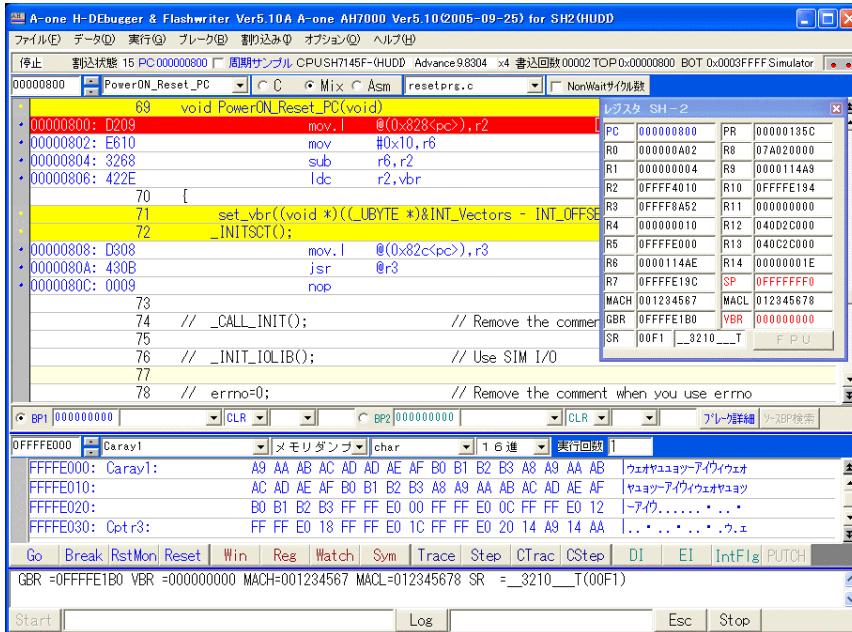 A-one H-DEbugger & Flashwriter Ver5.10A A-one AH7000 Ver5.10(2005-09-25) for SH2(HUDI)
ファイル(F) データ(D) 実行(G) ブレーク(B) 割り込み(I) オプション(O) ヘルプ(H)
停止 割込状態 15 PC 00000800 周期サンプル CPU SH7145F-(HUDI) Advance 9.8304 x4 書込回数 00002 TOP 0x00000800 BOT 0x0003FFFF Simulator
00000800 PowerON_Reset_PC C Mix Asm resetprg.c NonWaitサイクル数
69 void PowerON_Reset_PC(void)
00000800: D209 mov.l @(0x828<pc>),r2
00000802: E610 mov #0x10,r6
00000804: 3268 sub r6,r2
00000806: 422E ldc r2,vbr
70 {
71 set_vbr((void *)((_UBYTE *)&INT_Vectors - INT_OFFSE
72 _INITSCT();
00000808: D308 mov.l @(0x82c<pc>),r3
0000080A: 430B jsr @r3
0000080C: 0009 nop
73
74 // _CALL_INIT(); // Remove the commen
75
76 // _INIT_IOLIB(); // Use SIM I/O
77
78 // errno=0; // Remove the comment when you use errno
レジスタ SH-2
PC 000000800 PR 00000135C
R0 000000A02 R8 07A020000
R1 000000004 R9 0000114A9
R2 0FFFF4010 R10 0FFFFE194
R3 0FFFF8A52 R11 000000000
R4 000000010 R12 040D2C000
R5 0FFFFE000 R13 040C2C000
R6 0000114AE R14 00000001E
R7 0FFFFE19C SP 0FFFFFFF0
MACH 001234567 MACL 012345678
GBR 0FFFFE1B0 VBR 000000000
SR 00F1 __3210___T FPU
BP1 000000000 CLR BP2 000000000 CLR ブレーク詳細 ソースBP検索
0FFFFE000 Caray1 メモリダンプ char 16進 実行回数 1
FFFFE000: Caray1: A9 AA AB AC AD AD AE AF B0 B1 B2 B3 A8 A9 AA AB ｩｪｫｬｭｭｮｯｰｱｲｳｨｩｪｫ
FFFFE010: AC AD AE AF B0 B1 B2 B3 A8 A9 AA AB AC AD AE AF ｬｭｮｯｰｱｲｳｨｩｪｫｬｭｮｯ
FFFFE020: B0 B1 B2 B3 FF FF E0 00 FF FF E0 0C FF FF E0 12 ｰｱｲｳ......･..･
FFFFE030: Cptr3: FF FF E0 18 FF FF E0 1C FF FF E0 20 14 A9 14 AA ..･...･...･ .ｩ.ｪ
Go Break RstMon Reset Win Reg Watch Sym Trace Step CTrac CStep DI EI IntFlg PUTCH
GBR =0FFFFE1B0 VBR =000000000 MACH=001234567 MACL=012345678 SR =__3210___T(00F1)
Start Log Esc Stop